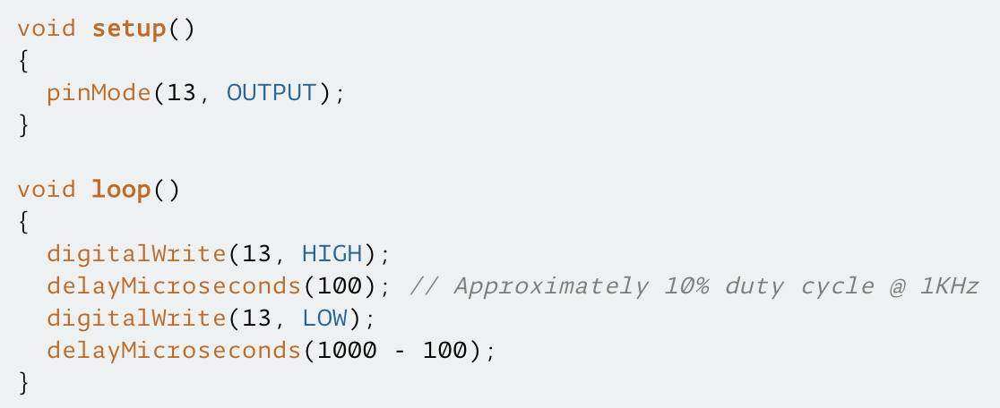 void setup()
{
  pinMode(13, OUTPUT);
}

void loop()
{
  digitalWrite(13, HIGH);
  delayMicroseconds(100); // Approximately 10% duty cycle @ 1KHz
  digitalWrite(13, LOW);
  delayMicroseconds(1000 - 100);
}